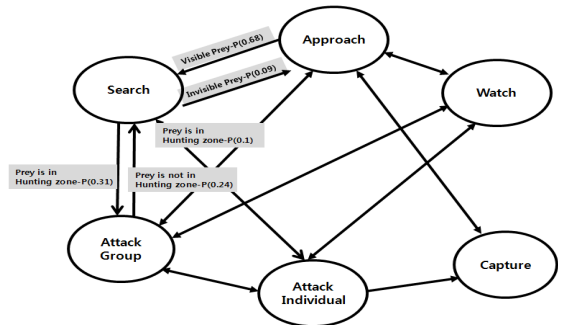 Visible Prey-P(0.68)
Approach
Search
Invisible Prey-P(0.09)
Watch
Prey is in
Hunting zone-P(0.1)
Prey is in
Hunting zone-P(0.31)
Prey is not in
Hunting zone-P(0.24)
Attack
Group
Attack
Individual
Capture